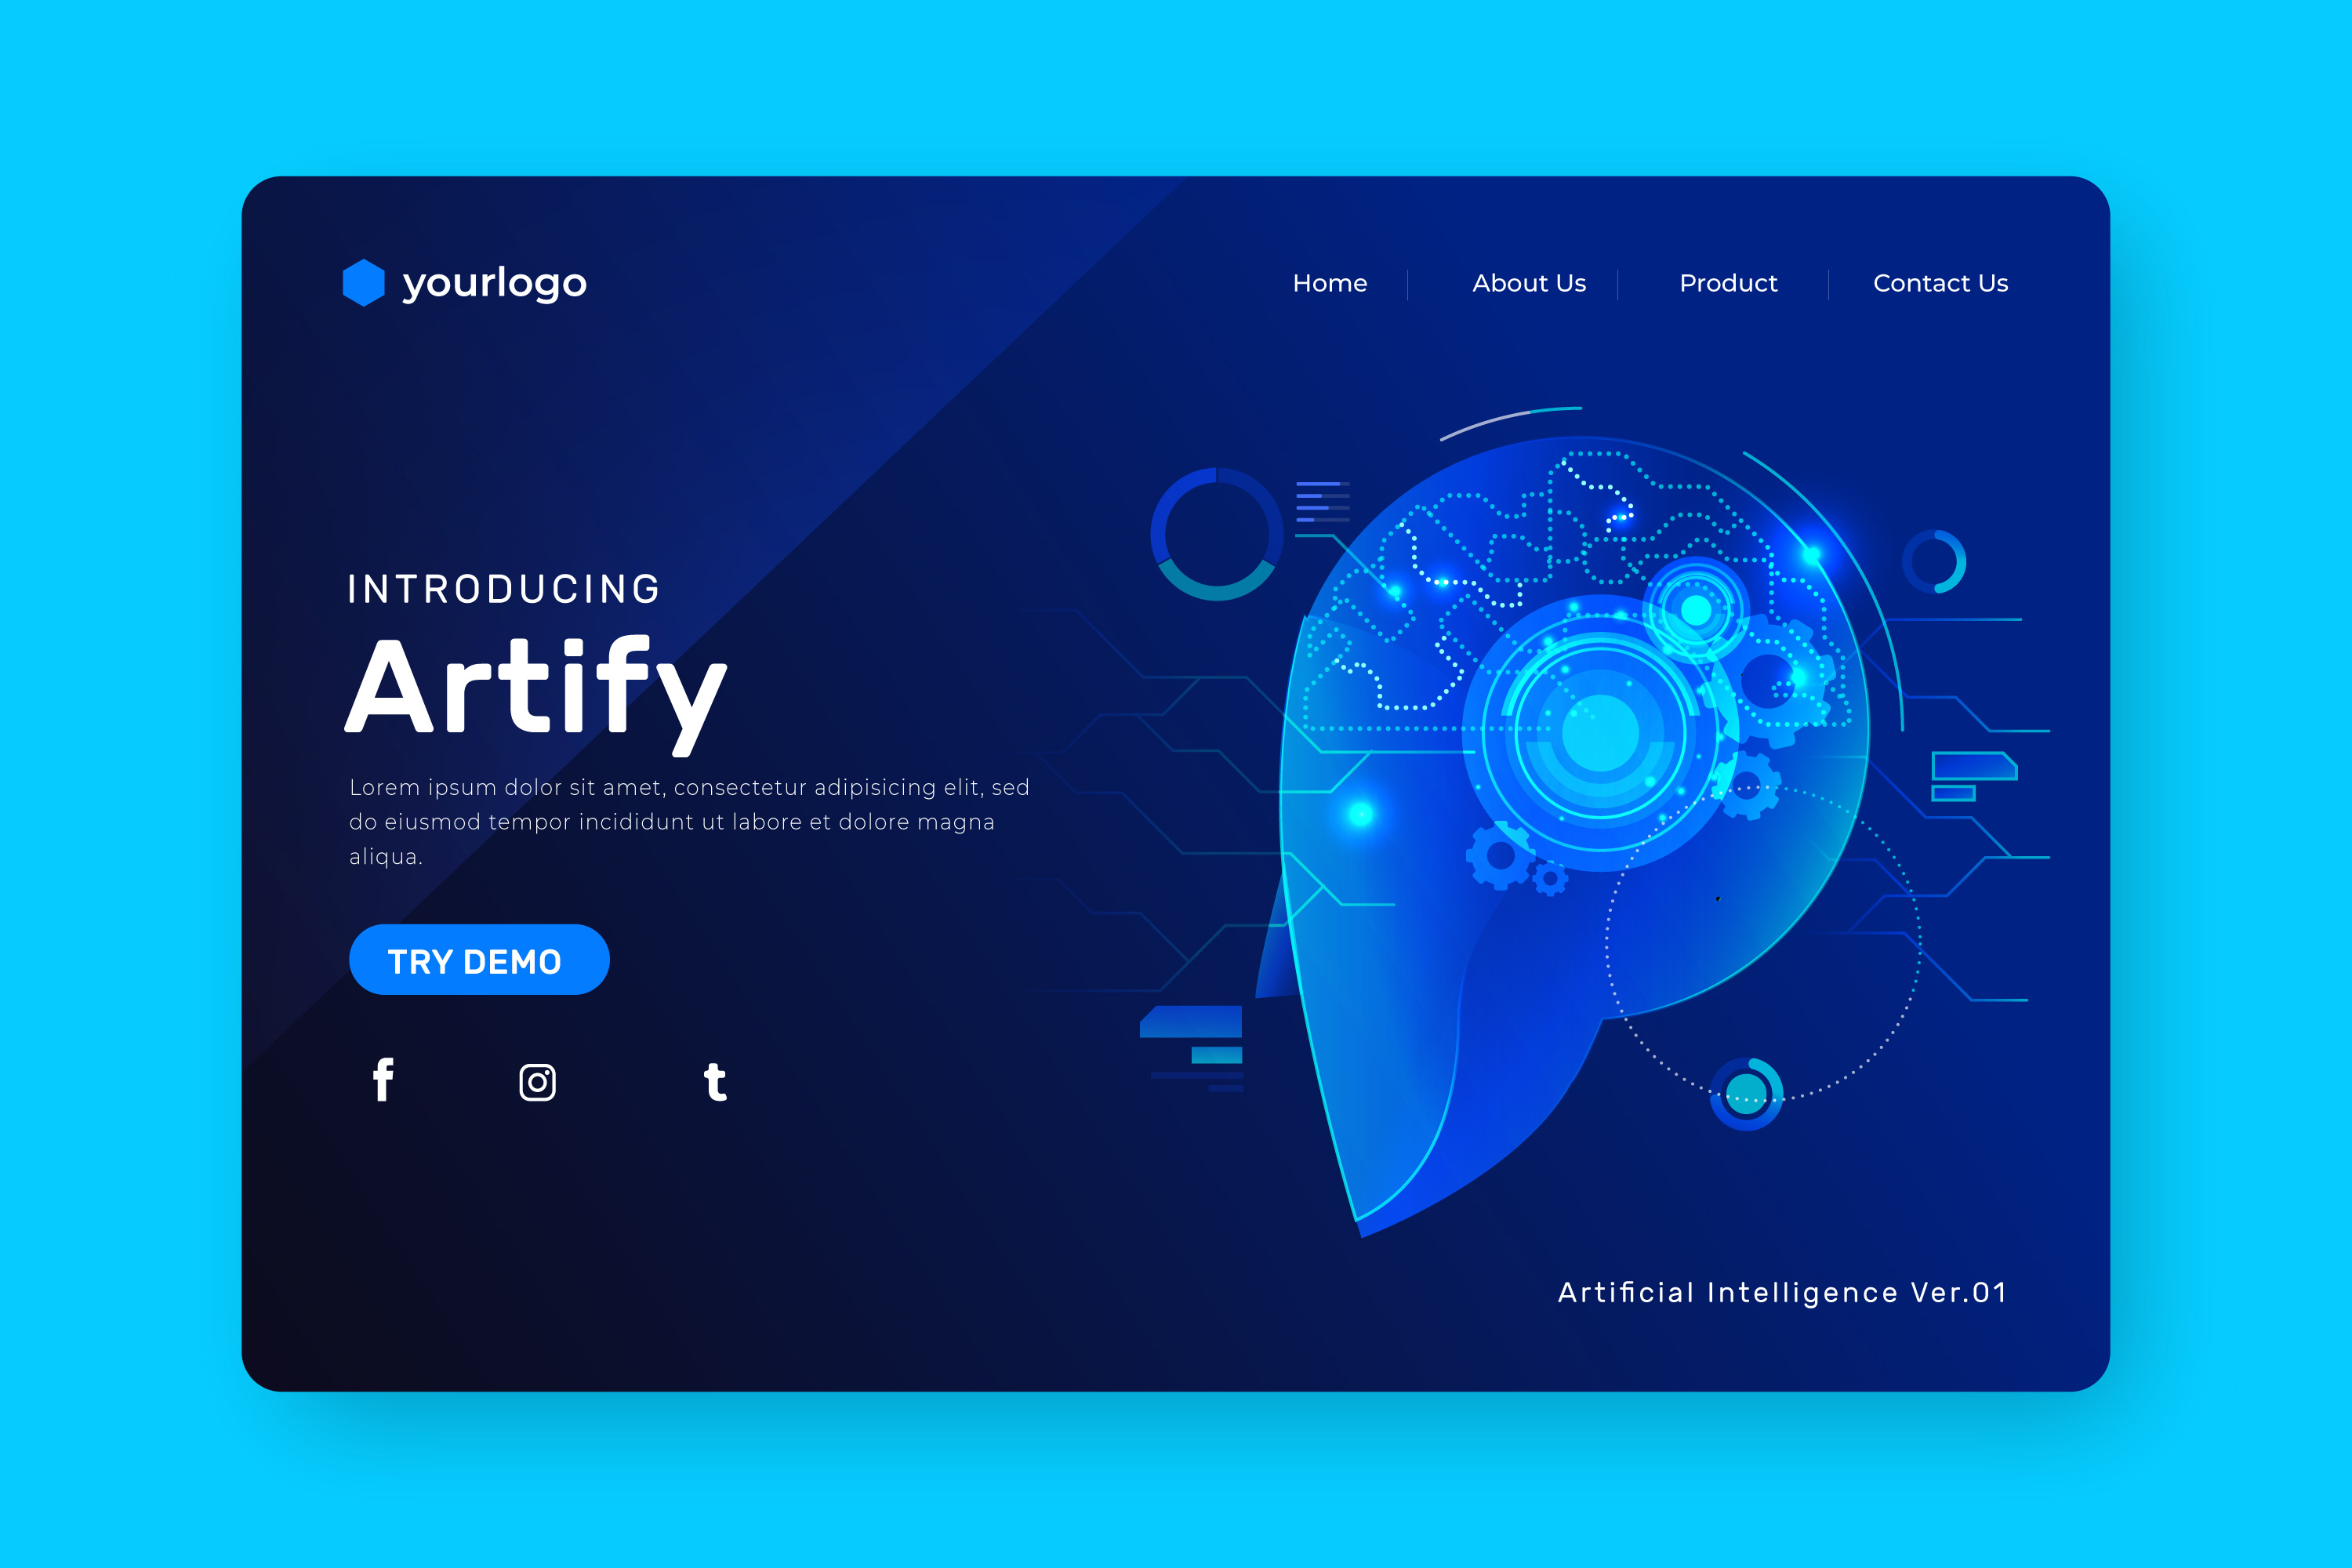 yourlogo
Home
About Us
Product
Contact Us
INTRODUCING
Artify
Lorem ipsum dolor sit amet, consectetur adipisicing elit, sed
do eiusmod tempor incididunt ut labore et dolore magna
aliqua.
TRY DEMO
Artificial Intelligence Ver.01